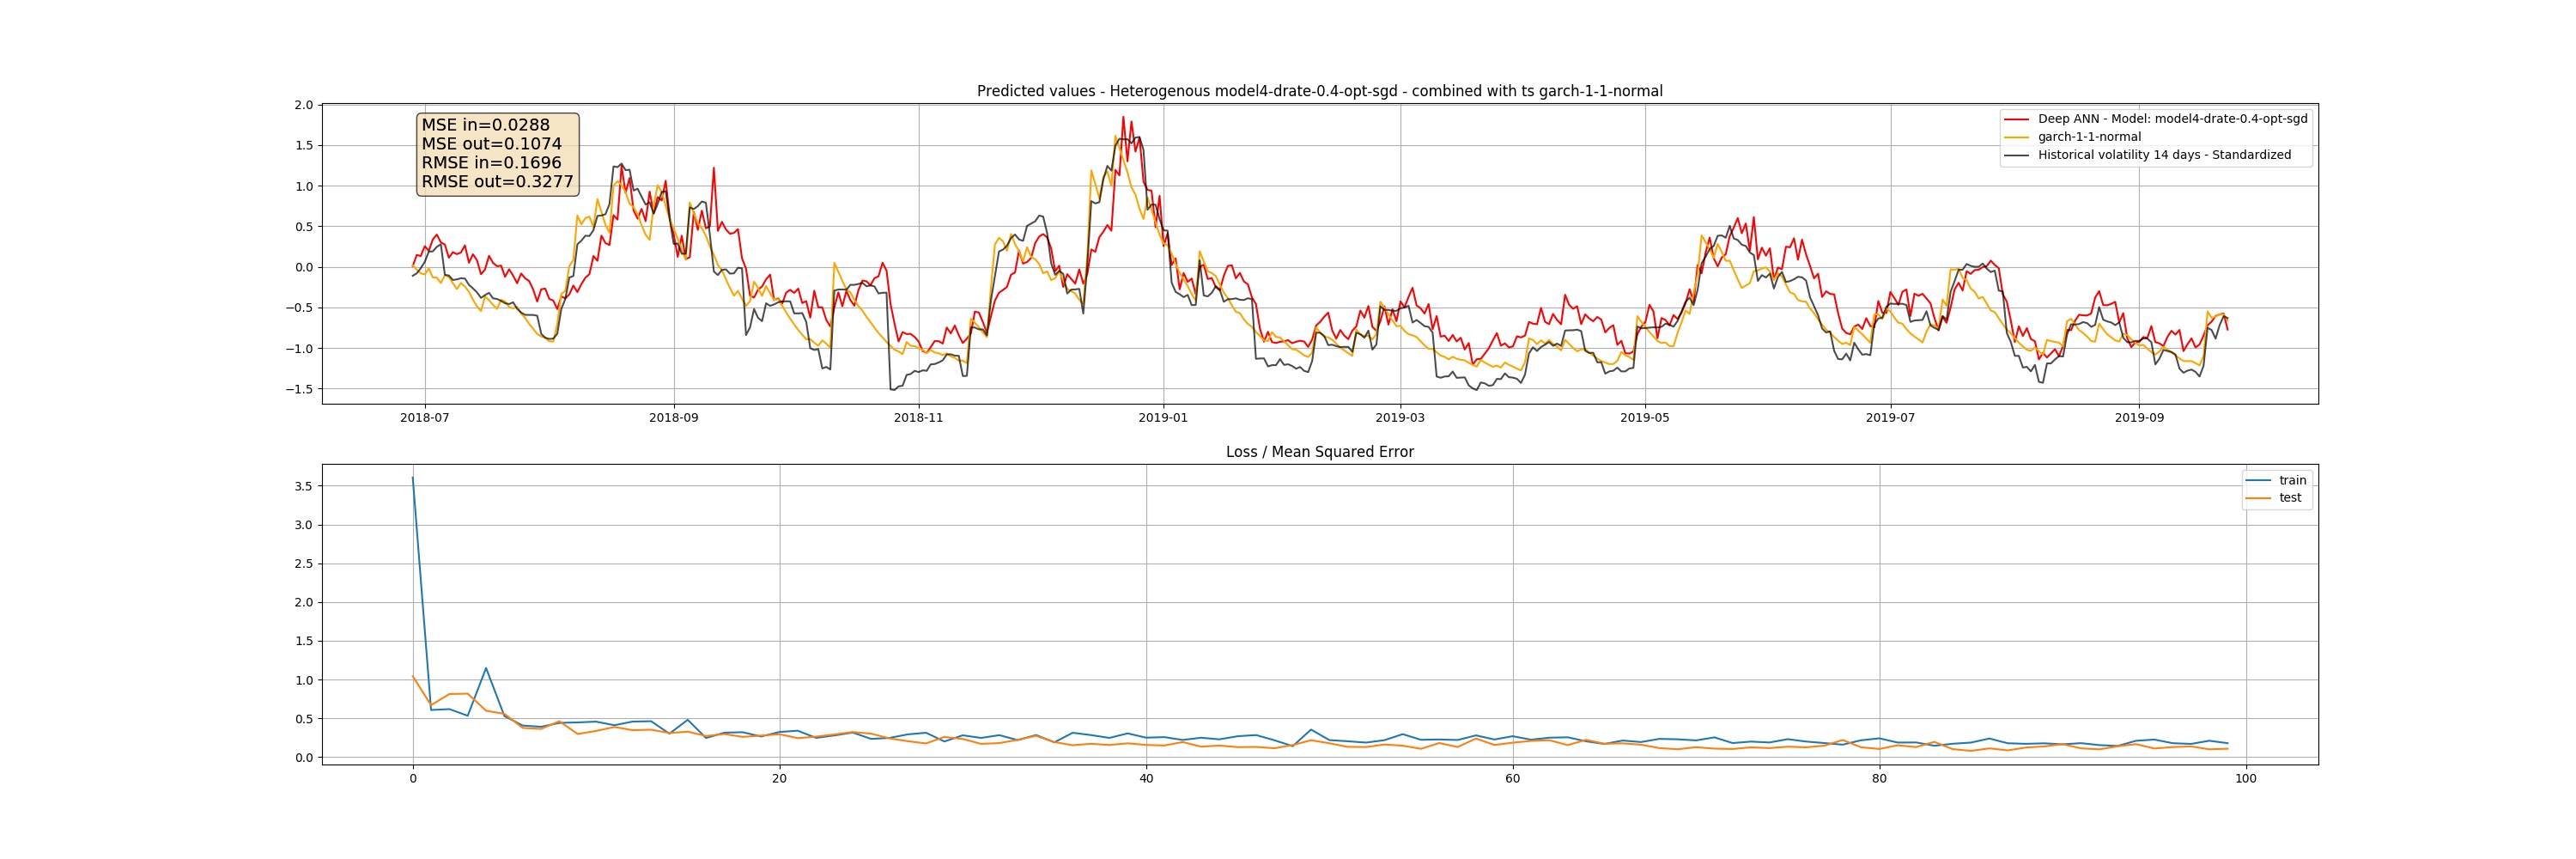 Predicted values - Heterogenous model4-drate-0.4-opt-sgd - combined with ts garch-1-1-normal
2.0
1.5
1.0
0.5
0.0
−0.5
−1.0
−1.5
MSE in=0.0288
MSE out=0.1074
RMSE in=0.1696
RMSE out=0.3277
Deep ANN - Model: model4-drate-0.4-opt-sgd
garch-1-1-normal
Historical volatility 14 days - Standardized
2018-07 2018-09 2018-11 2019-01 2019-03 2019-05 2019-07 2019-09
Loss / Mean Squared Error
3.5
3.0
2.5
2.0
1.5
1.0
0.5
0.0
train
test
0 20 40 60 80 100